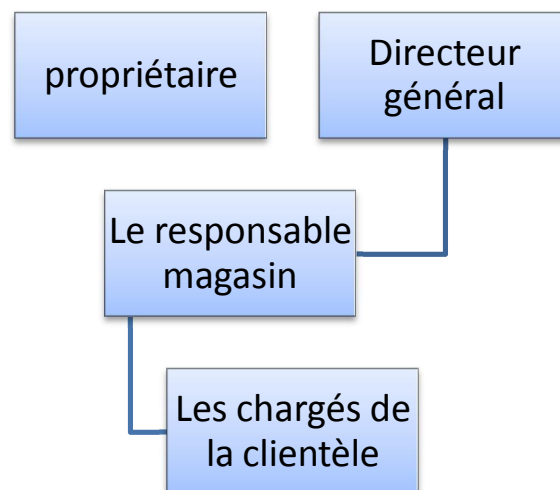 propriétaire
Directeur
général
Le responsable
magasin
Les chargés de
la clientèle